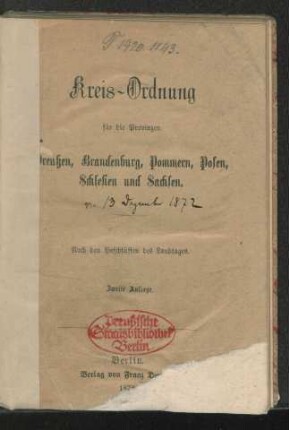 1920.1143.
Kreis-Ordnung
für die Provinzen
Preußen, Brandenburg, Pommern, Posen,
Schlesien und Sachsen.
13 Dezember 1872
Nach den Beschlüssen des Landtages.
Zweite Auflage.
Preußische
Staatsbibliothek
Berlin
Berlin.
Verlag von Franz